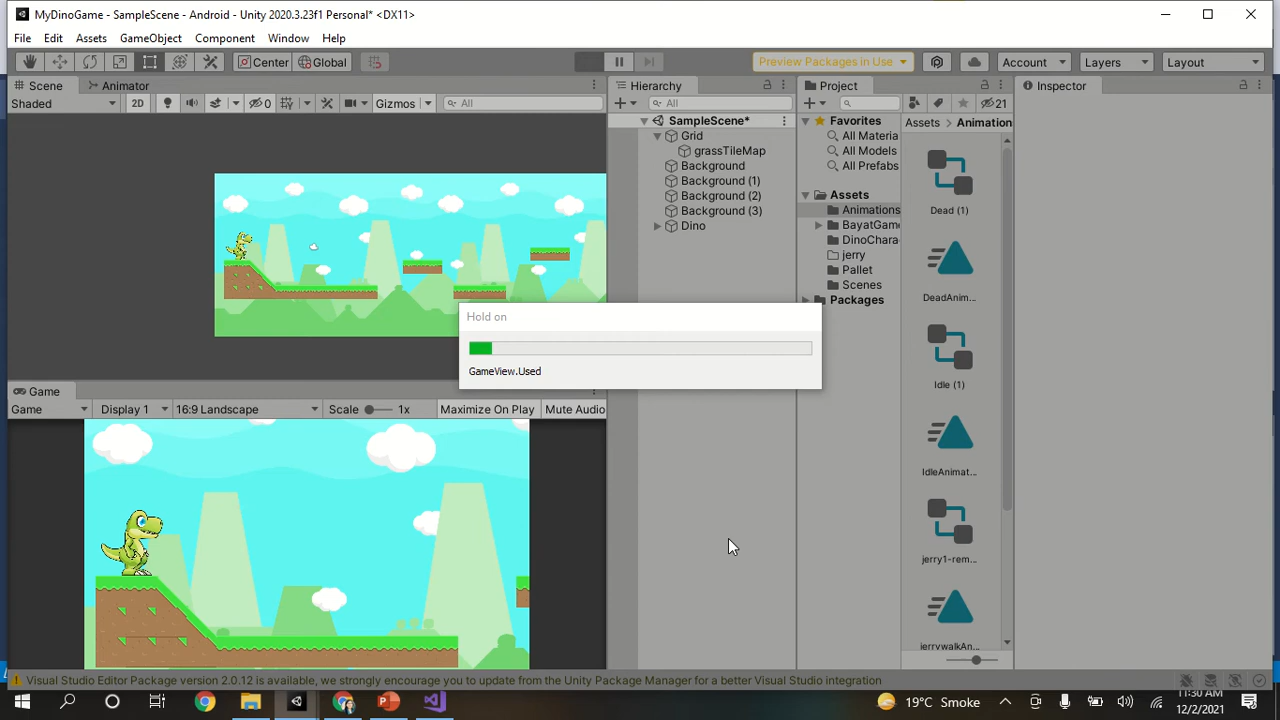 MyDinoGame - SampleScene - Android - Unity 2020.3.23f1 Personal* <DX11>
File Edit Assets GameObject Component Window Help
Center Global Preview Packages in Use Account Layers Layout
Scene Animator
Shaded 2D 0 Gizmos All
Hierarchy
All
SampleScene*
Grid
grassTileMap
Background
Background (1)
Background (2)
Background (3)
Dino
Project
21
Favorites
All Materia
All Models
All Prefabs
Assets
Animations
BayatGame
DinoChara
jerry
Pallet
Scenes
Packages
Assets > Animation
Dead (1)
DeadAnim...
Idle (1)
IdleAnimat...
jerry1-rem...
jerrywalkAn...
Inspector
Hold on
GameView.Used
Game
Game Display 1 16:9 Landscape Scale 1x Maximize On Play Mute Audio
Visual Studio Editor Package version 2.0.12 is available, we strongly encourage you to update from the Unity Package Manager for a better Visual Studio integration
19°C Smoke
11:30 AM
12/2/2021